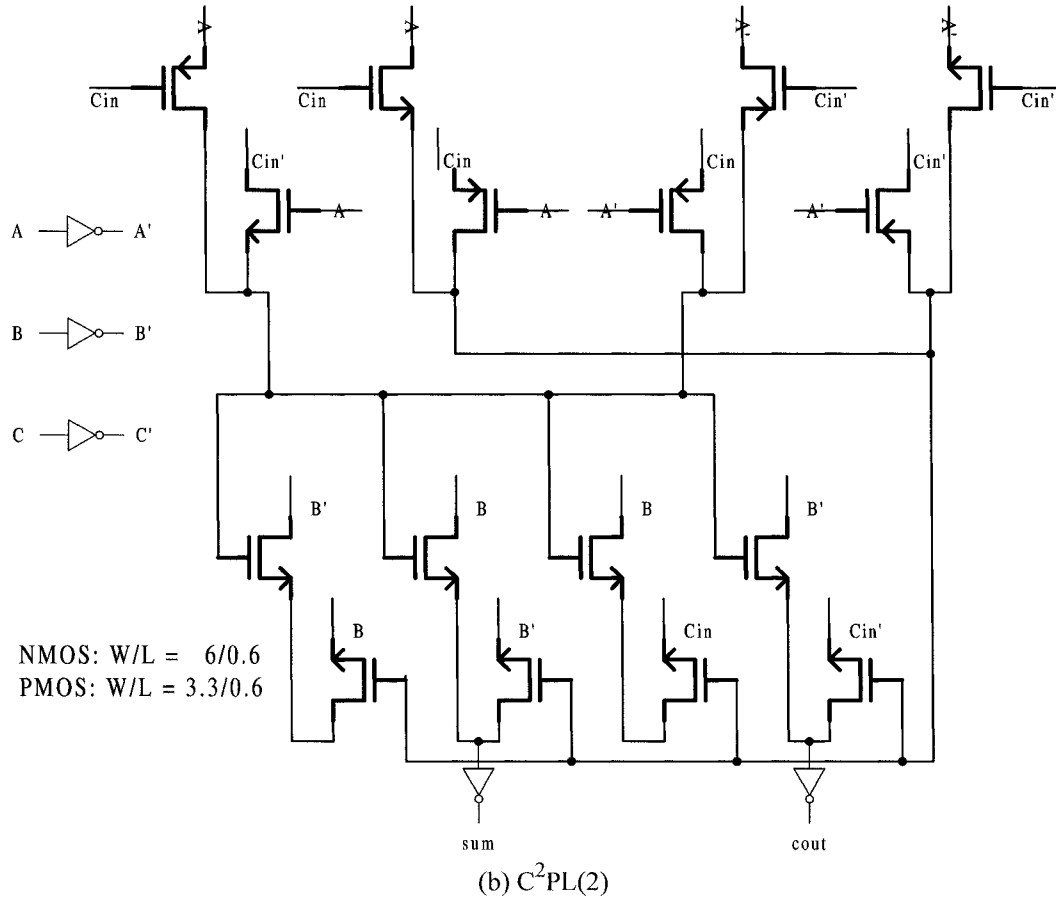 A A A' A'
Cin Cin Cin' Cin'
Cin' Cin Cin Cin'
A A A' A'
A A'
B B'
C C'
B' B B B'
B B' Cin Cin'
NMOS: W/L = 6/0.6
PMOS: W/L = 3.3/0.6
sum cout
(b) C²PL(2)